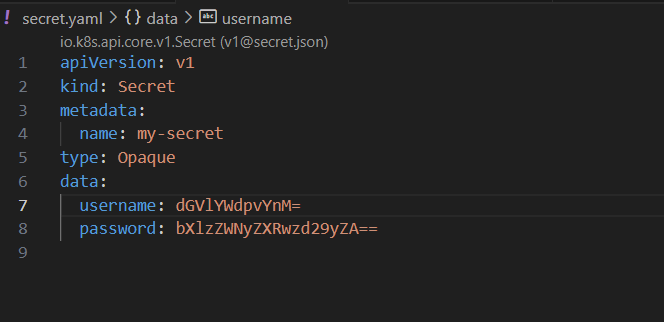 ! secret.yaml > {} data > abc username
io.k8s.api.core.v1.Secret (v1@secret.json)
1 apiVersion: v1
2 kind: Secret
3 metadata:
4 name: my-secret
5 type: Opaque
6 data:
7 username: dGVlYWdpvYnM=
8 password: bXlzZWNyZXRwzd29yZA==
9